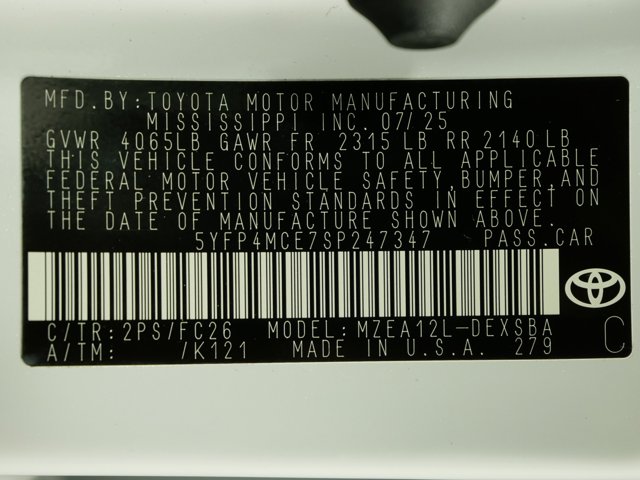 MFD. BY: TOYOTA MOTOR MANUFACTURING
MISSISSIPPI INC. 07/25
GVWR 4065LB GAWR FR 2315 LB RR 2140 LB
THIS VEHICLE CONFORMS TO ALL APPLICABLE
FEDERAL MOTOR VEHICLE SAFETY, BUMPER, AND
THEFT PREVENTION STANDARDS IN EFFECT ON
THE DATE OF MANUFACTURE SHOWN ABOVE.
5YFP4MCE7SP247347 PASS. CAR
C/TR: 2PS/FC26 MODEL: MZEA12L-DEXSBA
A/TM: /K121 MADE IN U.S.A. 279 C